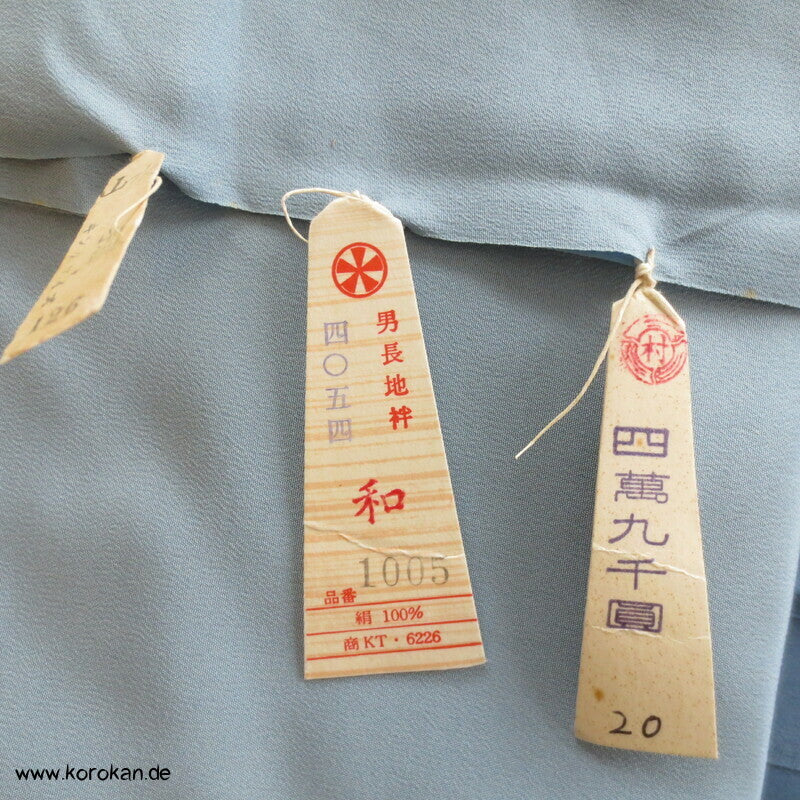 126
男長地袢
四〇五四
和
1005
品番
絹 100%
商 KT・6226
村
四萬九千圓
20
www.korokan.de